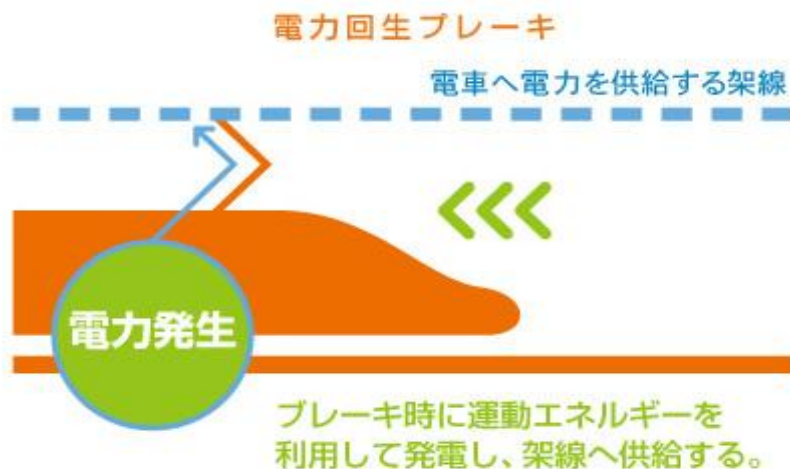 電力回生ブレーキ
電車へ電力を供給する架線
電力発生
ブレーキ時に運動エネルギーを
利用して発電し、架線へ供給する。